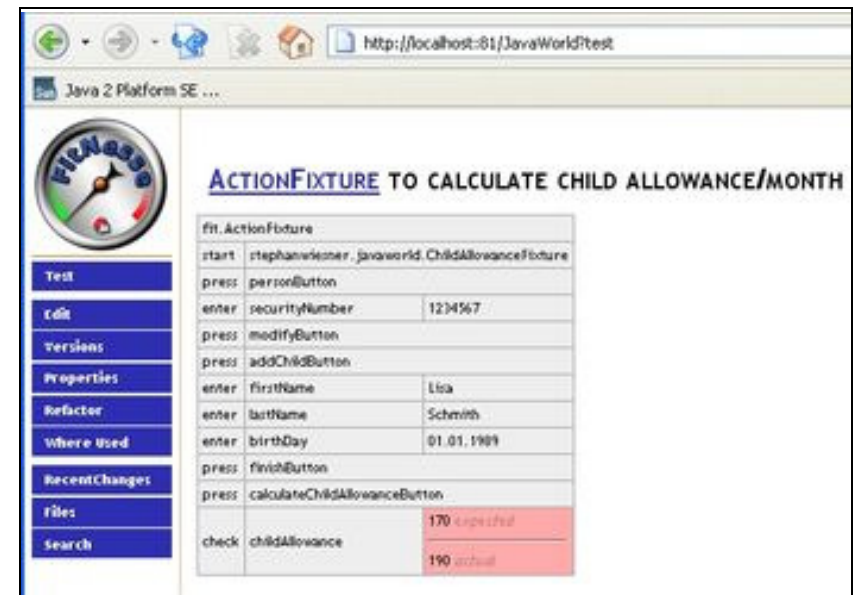 http://localhost:81/JavaWorld?test
Java 2 Platform SE ...
FitNesse
ActionFixture to calculate child allowance/month
fit.ActionFixture
start stephanwiesner.javaworld.ChildAllowanceFixture
press personButton
enter securityNumber 1234567
press modifyButton
press addChildButton
enter firstName Lisa
enter lastName Schmith
enter birthDay 01.01.1989
press finishButton
press calculateChildAllowanceButton
170 expected
check childAllowance
190 actual
Test
Edit
Versions
Properties
Refactor
Where Used
RecentChanges
Files
Search